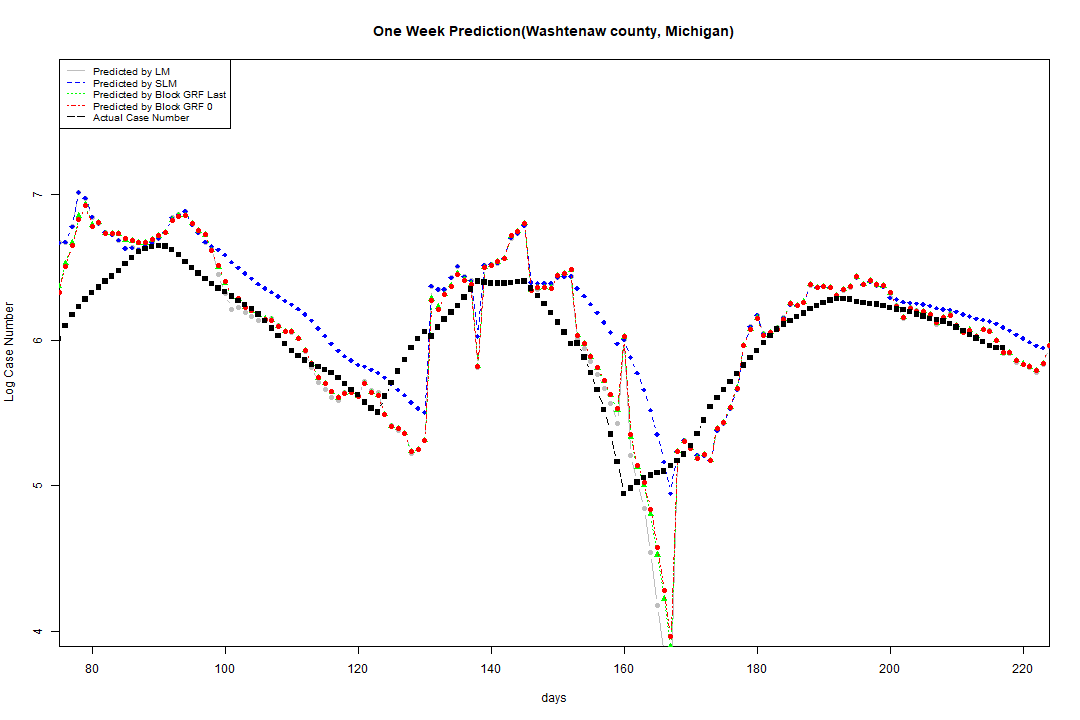 One Week Prediction(Washtenaw county, Michigan)
Predicted by LM
Predicted by SLM
Predicted by Block GRF Last
Predicted by Block GRF 0
Actual Case Number
Log Case Number
7
6
5
4
80 100 120 140 160 180 200 220
days